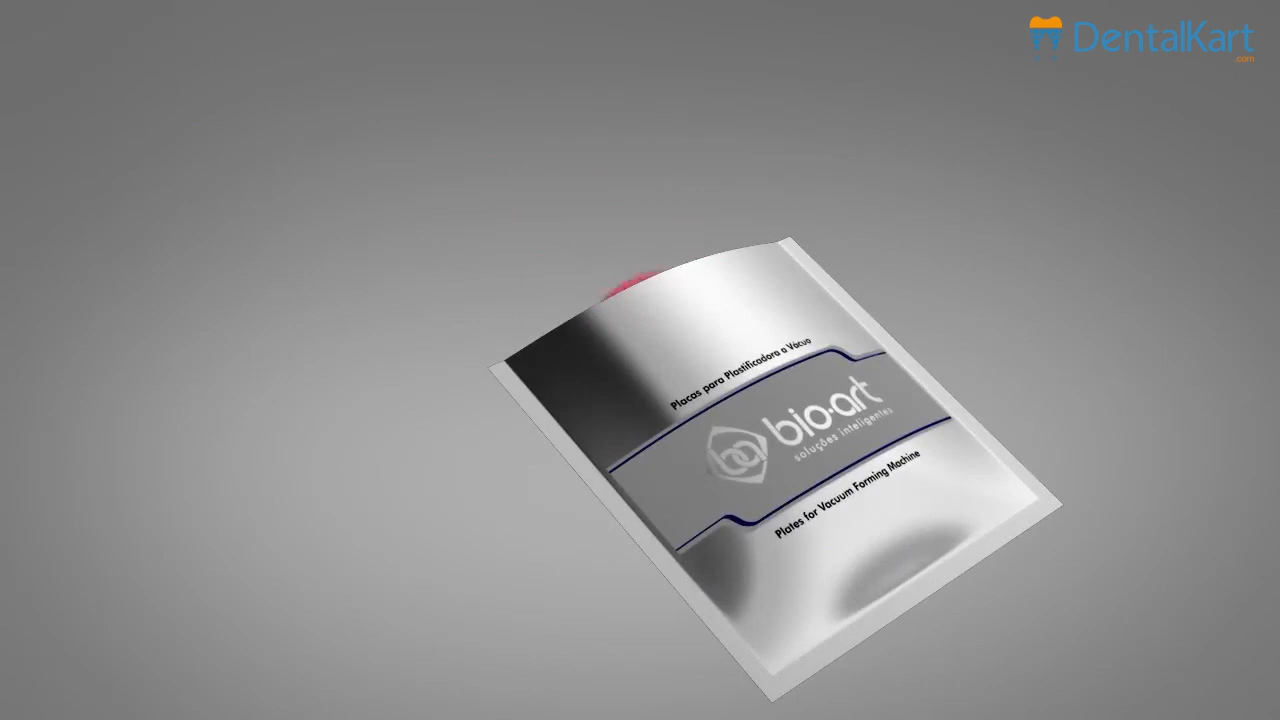 DentalKart
.com
Placas para Plastificadora a Vácuo
bio-art
soluções inteligentes
Plates for Vacuum Forming Machine